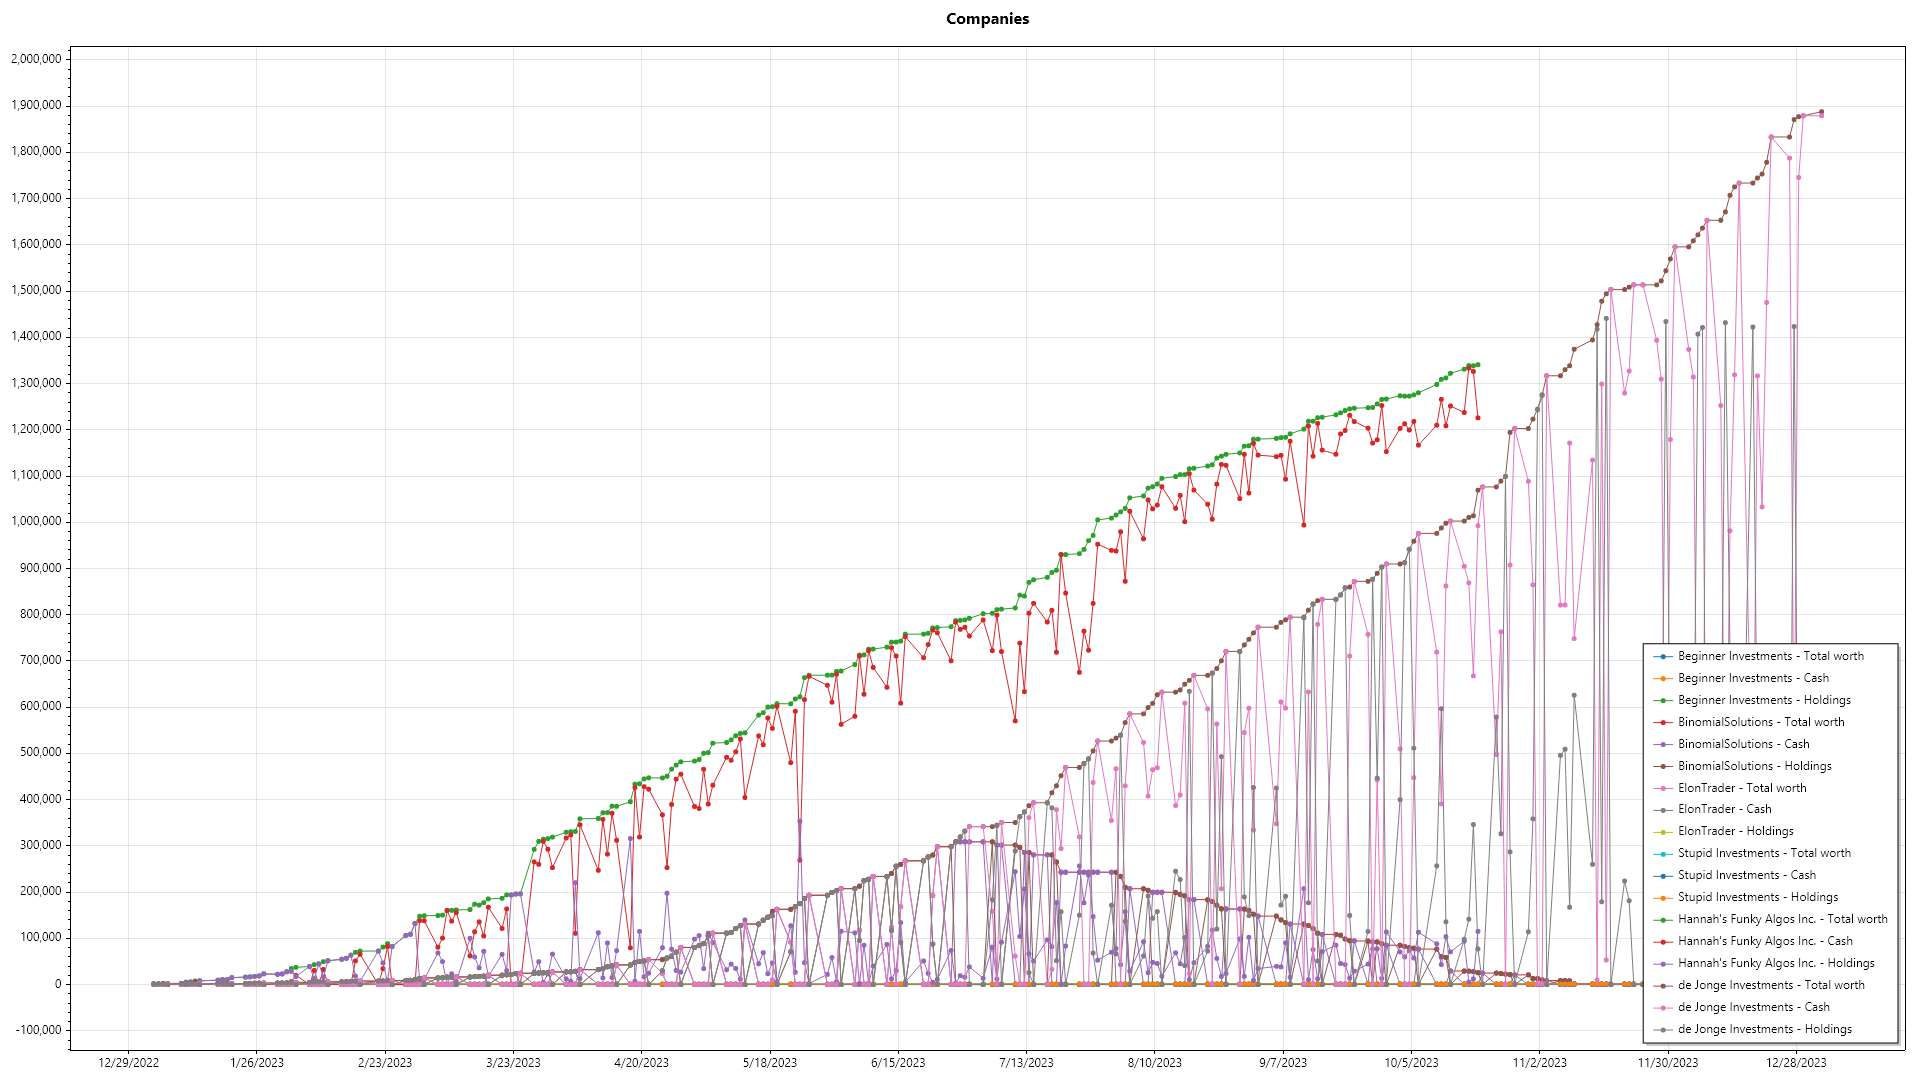 Companies
2,000,000
1,900,000
1,800,000
1,700,000
1,600,000
1,500,000
1,400,000
1,300,000
1,200,000
1,100,000
1,000,000
900,000
800,000
700,000
600,000
500,000
400,000
300,000
200,000
100,000
0
-100,000
12/29/2022 1/26/2023 2/23/2023 3/23/2023 4/20/2023 5/18/2023 6/15/2023 7/13/2023 8/10/2023 9/7/2023 10/5/2023 11/2/2023 11/30/2023 12/28/2023
Beginner Investments - Total worth
Beginner Investments - Cash
Beginner Investments - Holdings
BinomialSolutions - Total worth
BinomialSolutions - Cash
BinomialSolutions - Holdings
ElonTrader - Total worth
ElonTrader - Cash
ElonTrader - Holdings
Stupid Investments - Total worth
Stupid Investments - Cash
Stupid Investments - Holdings
Hannah's Funky Algos Inc. - Total worth
Hannah's Funky Algos Inc. - Cash
Hannah's Funky Algos Inc. - Holdings
de Jonge Investments - Total worth
de Jonge Investments - Cash
de Jonge Investments - Holdings